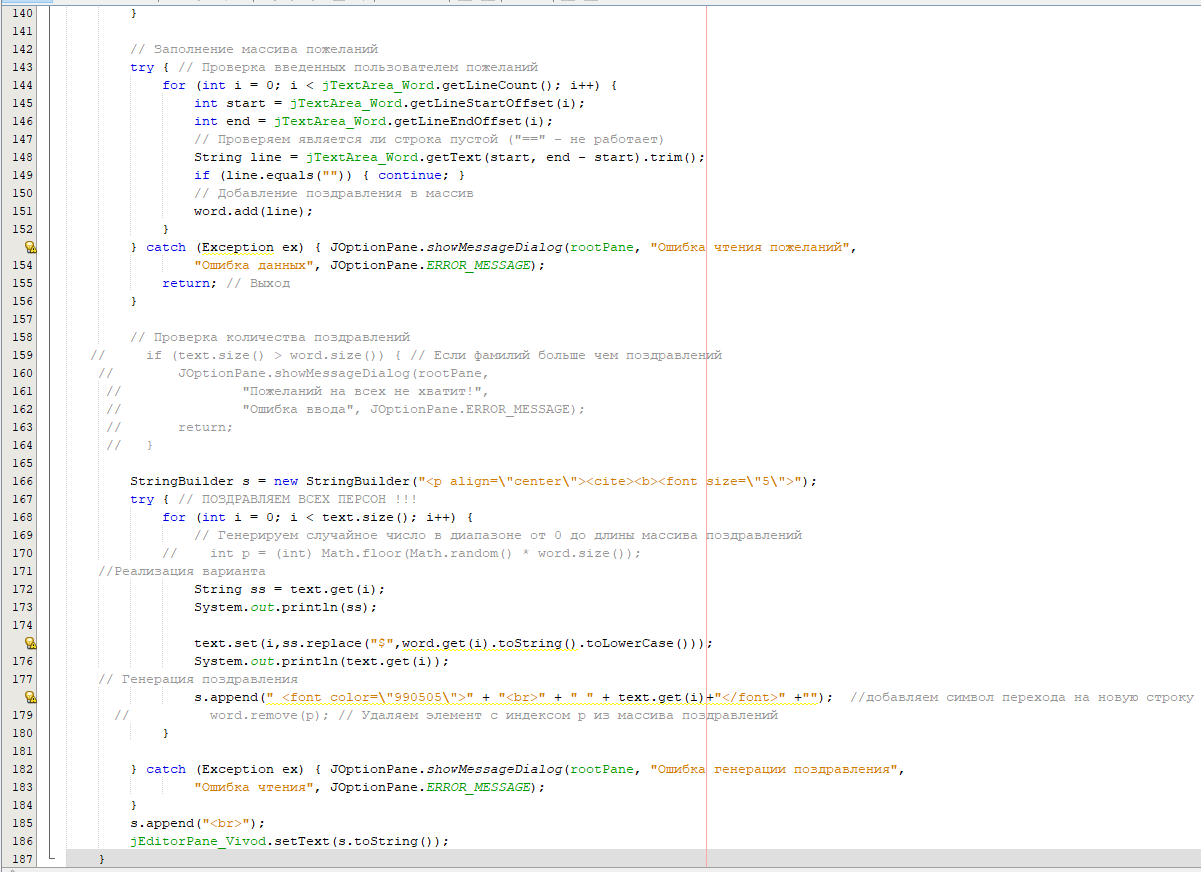 140 }
141
142 // Заполнение массива пожеланий
143 try { // Проверка введенных пользователем пожеланий
144 for (int i = 0; i < jTextArea_Word.getLineCount(); i++) {
145 int start = jTextArea_Word.getLineStartOffset(i);
146 int end = jTextArea_Word.getLineEndOffset(i);
147 // Проверяем является ли строка пустой ("==" - не работает)
148 String line = jTextArea_Word.getText(start, end - start).trim();
149 if (line.equals("")) { continue; }
150 // Добавление поздравления в массив
151 word.add(line);
152 }
} catch (Exception ex) { JOptionPane.showMessageDialog(rootPane, "Ошибка чтения пожеланий",
154 "Ошибка данных", JOptionPane.ERROR_MESSAGE);
155 return; // Выход
156 }
157
158 // Проверка количества поздравлений
159 // if (text.size() > word.size()) { // Если фамилий больше чем поздравлений
160 // JOptionPane.showMessageDialog(rootPane,
161 // "Пожеланий на всех не хватит!",
162 // "Ошибка ввода", JOptionPane.ERROR_MESSAGE);
163 // return;
164 // }
165
166 StringBuilder s = new StringBuilder("<p align=\"center\"><cite><b><font size=\"5\">");
167 try { // ПОЗДРАВЛЯЕМ ВСЕХ ПЕРСОН !!!
168 for (int i = 0; i < text.size(); i++) {
169 // Генерируем случайное число в диапазоне от 0 до длины массива поздравлений
170 // int p = (int) Math.floor(Math.random() * word.size());
171 //Реализация варианта
172 String ss = text.get(i);
173 System.out.println(ss);
174
text.set(i,ss.replace("$",word.get(i).toString().toLowerCase()));
176 System.out.println(text.get(i));
177 // Генерация поздравления
s.append(" <font color=\"990505\">" + "<br>" + " " + text.get(i)+"</font>" +""); //добавляем символ перехода на новую строку
179 // word.remove(p); // Удаляем элемент с индексом p из массива поздравлений
180 }
181
182 } catch (Exception ex) { JOptionPane.showMessageDialog(rootPane, "Ошибка генерации поздравления",
183 "Ошибка чтения", JOptionPane.ERROR_MESSAGE);
184 }
185 s.append("<br>");
186 jEditorPane_Vivod.setText(s.toString());
187 }